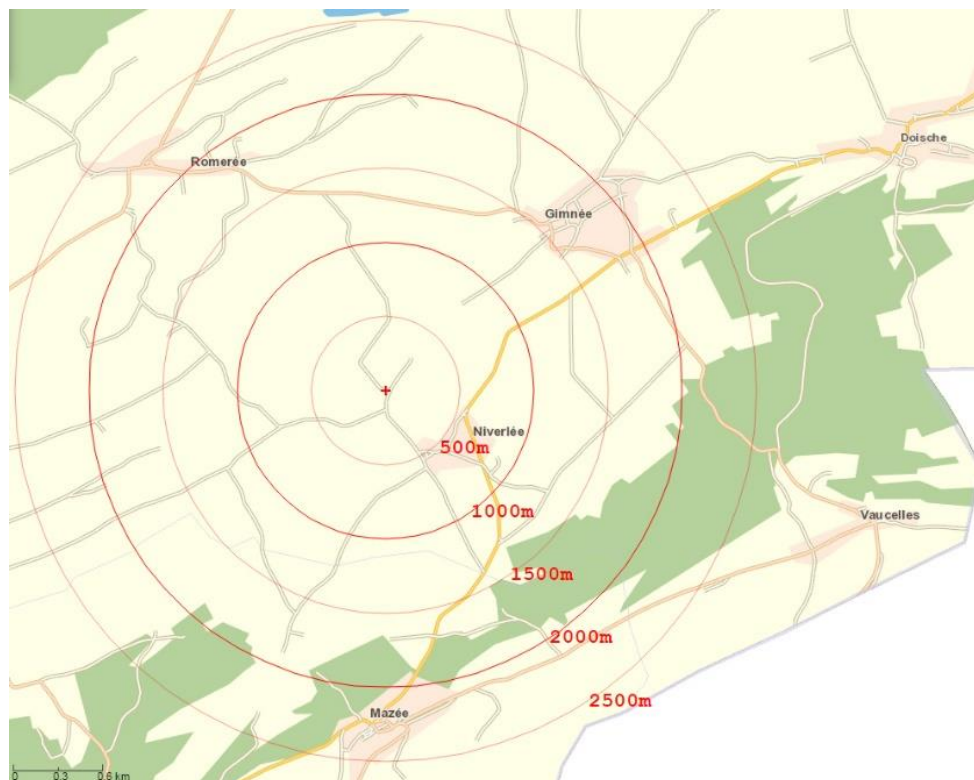 Doische
Romerée
Gimnée
Niverlée
500m
1000m
Vaucelles
1500m
2000m
2500m
Mazée
0 0.3 0.6 km